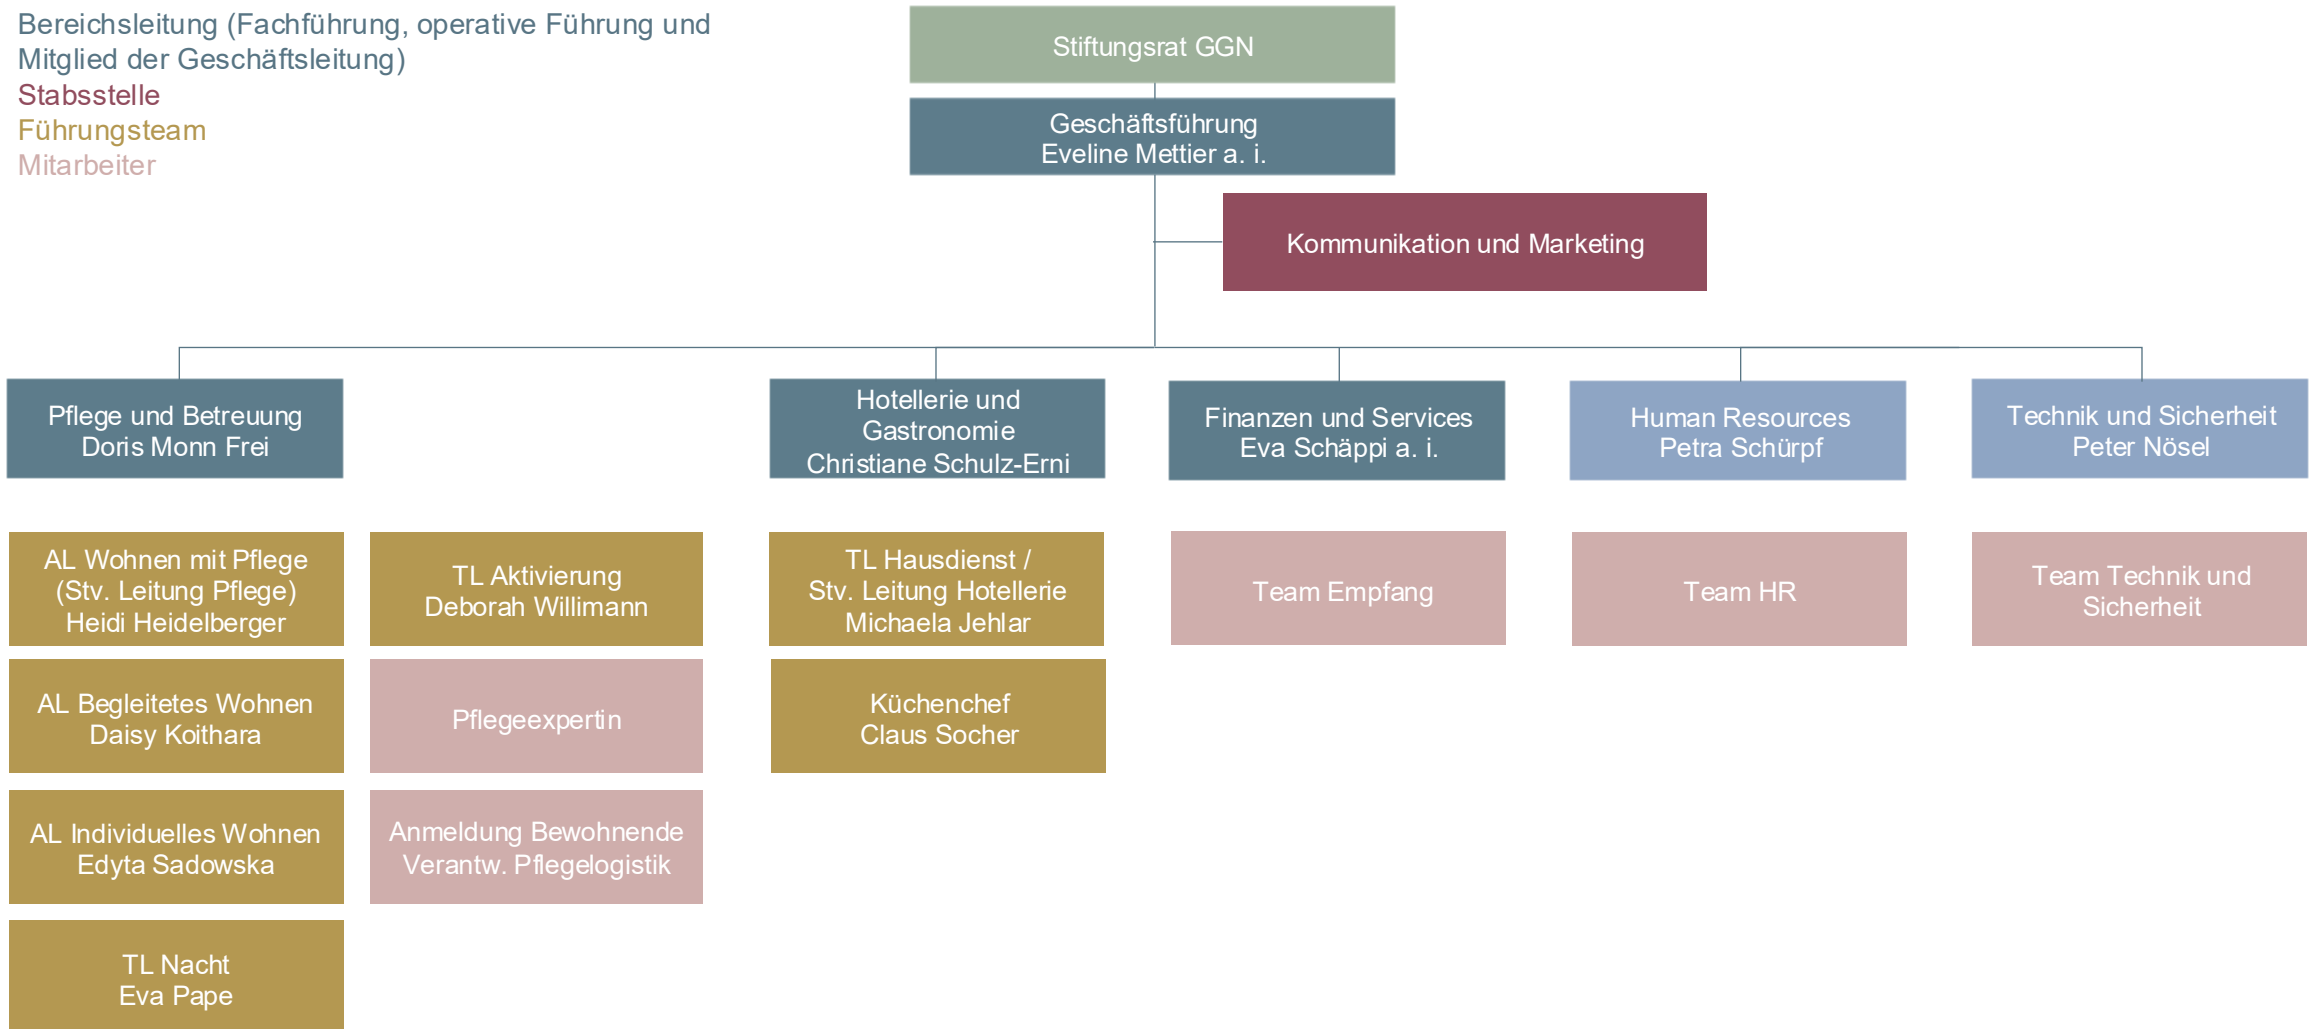 Bereichsleitung (Fachführung, operative Führung und
Mitglied der Geschäftsleitung)
Stabsstelle
Führungsteam
Mitarbeiter
Stiftungsrat GGN
Geschäftsführung
Eveline Mettier a. i.
Kommunikation und Marketing
Pflege und Betreuung
Doris Monn Frei
Hotellerie und
Gastronomie
Christiane Schulz-Erni
Finanzen und Services
Eva Schäppi a. i.
Human Resources
Petra Schürpf
Technik und Sicherheit
Peter Nösel
AL Wohnen mit Pflege
(Stv. Leitung Pflege)
Heidi Heidelberger
TL Aktivierung
Deborah Willimann
TL Hausdienst /
Stv. Leitung Hotellerie
Michaela Jehlar
Team Empfang
Team HR
Team Technik und
Sicherheit
AL Begleitetes Wohnen
Daisy Koithara
Pflegeexpertin
Küchenchef
Claus Socher
AL Individuelles Wohnen
Edyta Sadowska
Anmeldung Bewohnende
Verantw. Pflegelogistik
TL Nacht
Eva Pape